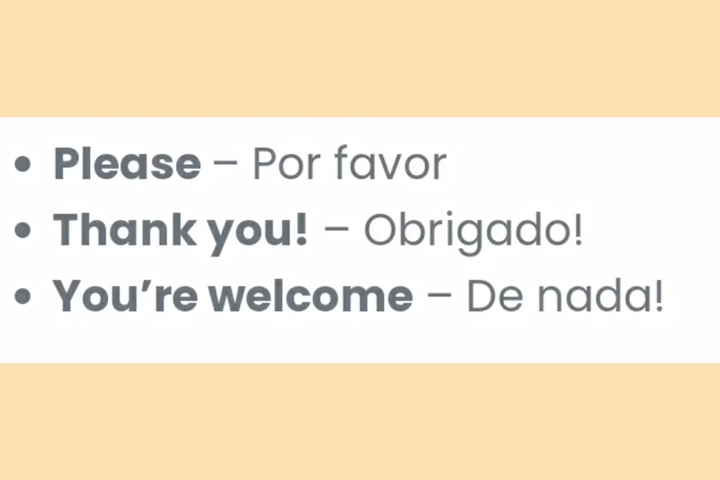 • Please – Por favor
• Thank you! – Obrigado!
• You’re welcome – De nada!